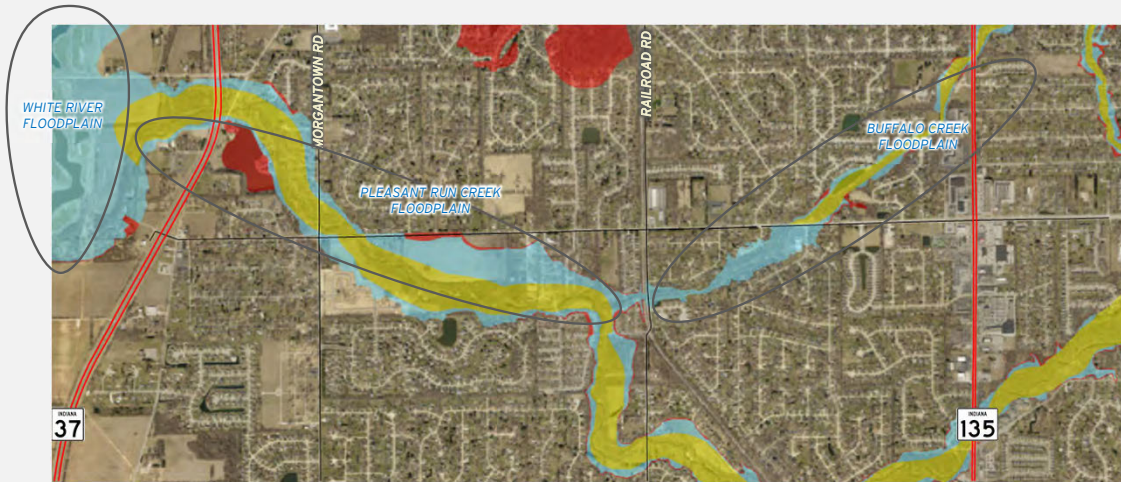 MORGANTOWN RD
RAILROAD RD
WHITE RIVER
FLOODPLAIN
BUFFALO CREEK
FLOODPLAIN
PLEASANT RUN CREEK
FLOODPLAIN
INDIANA
37
INDIANA
135